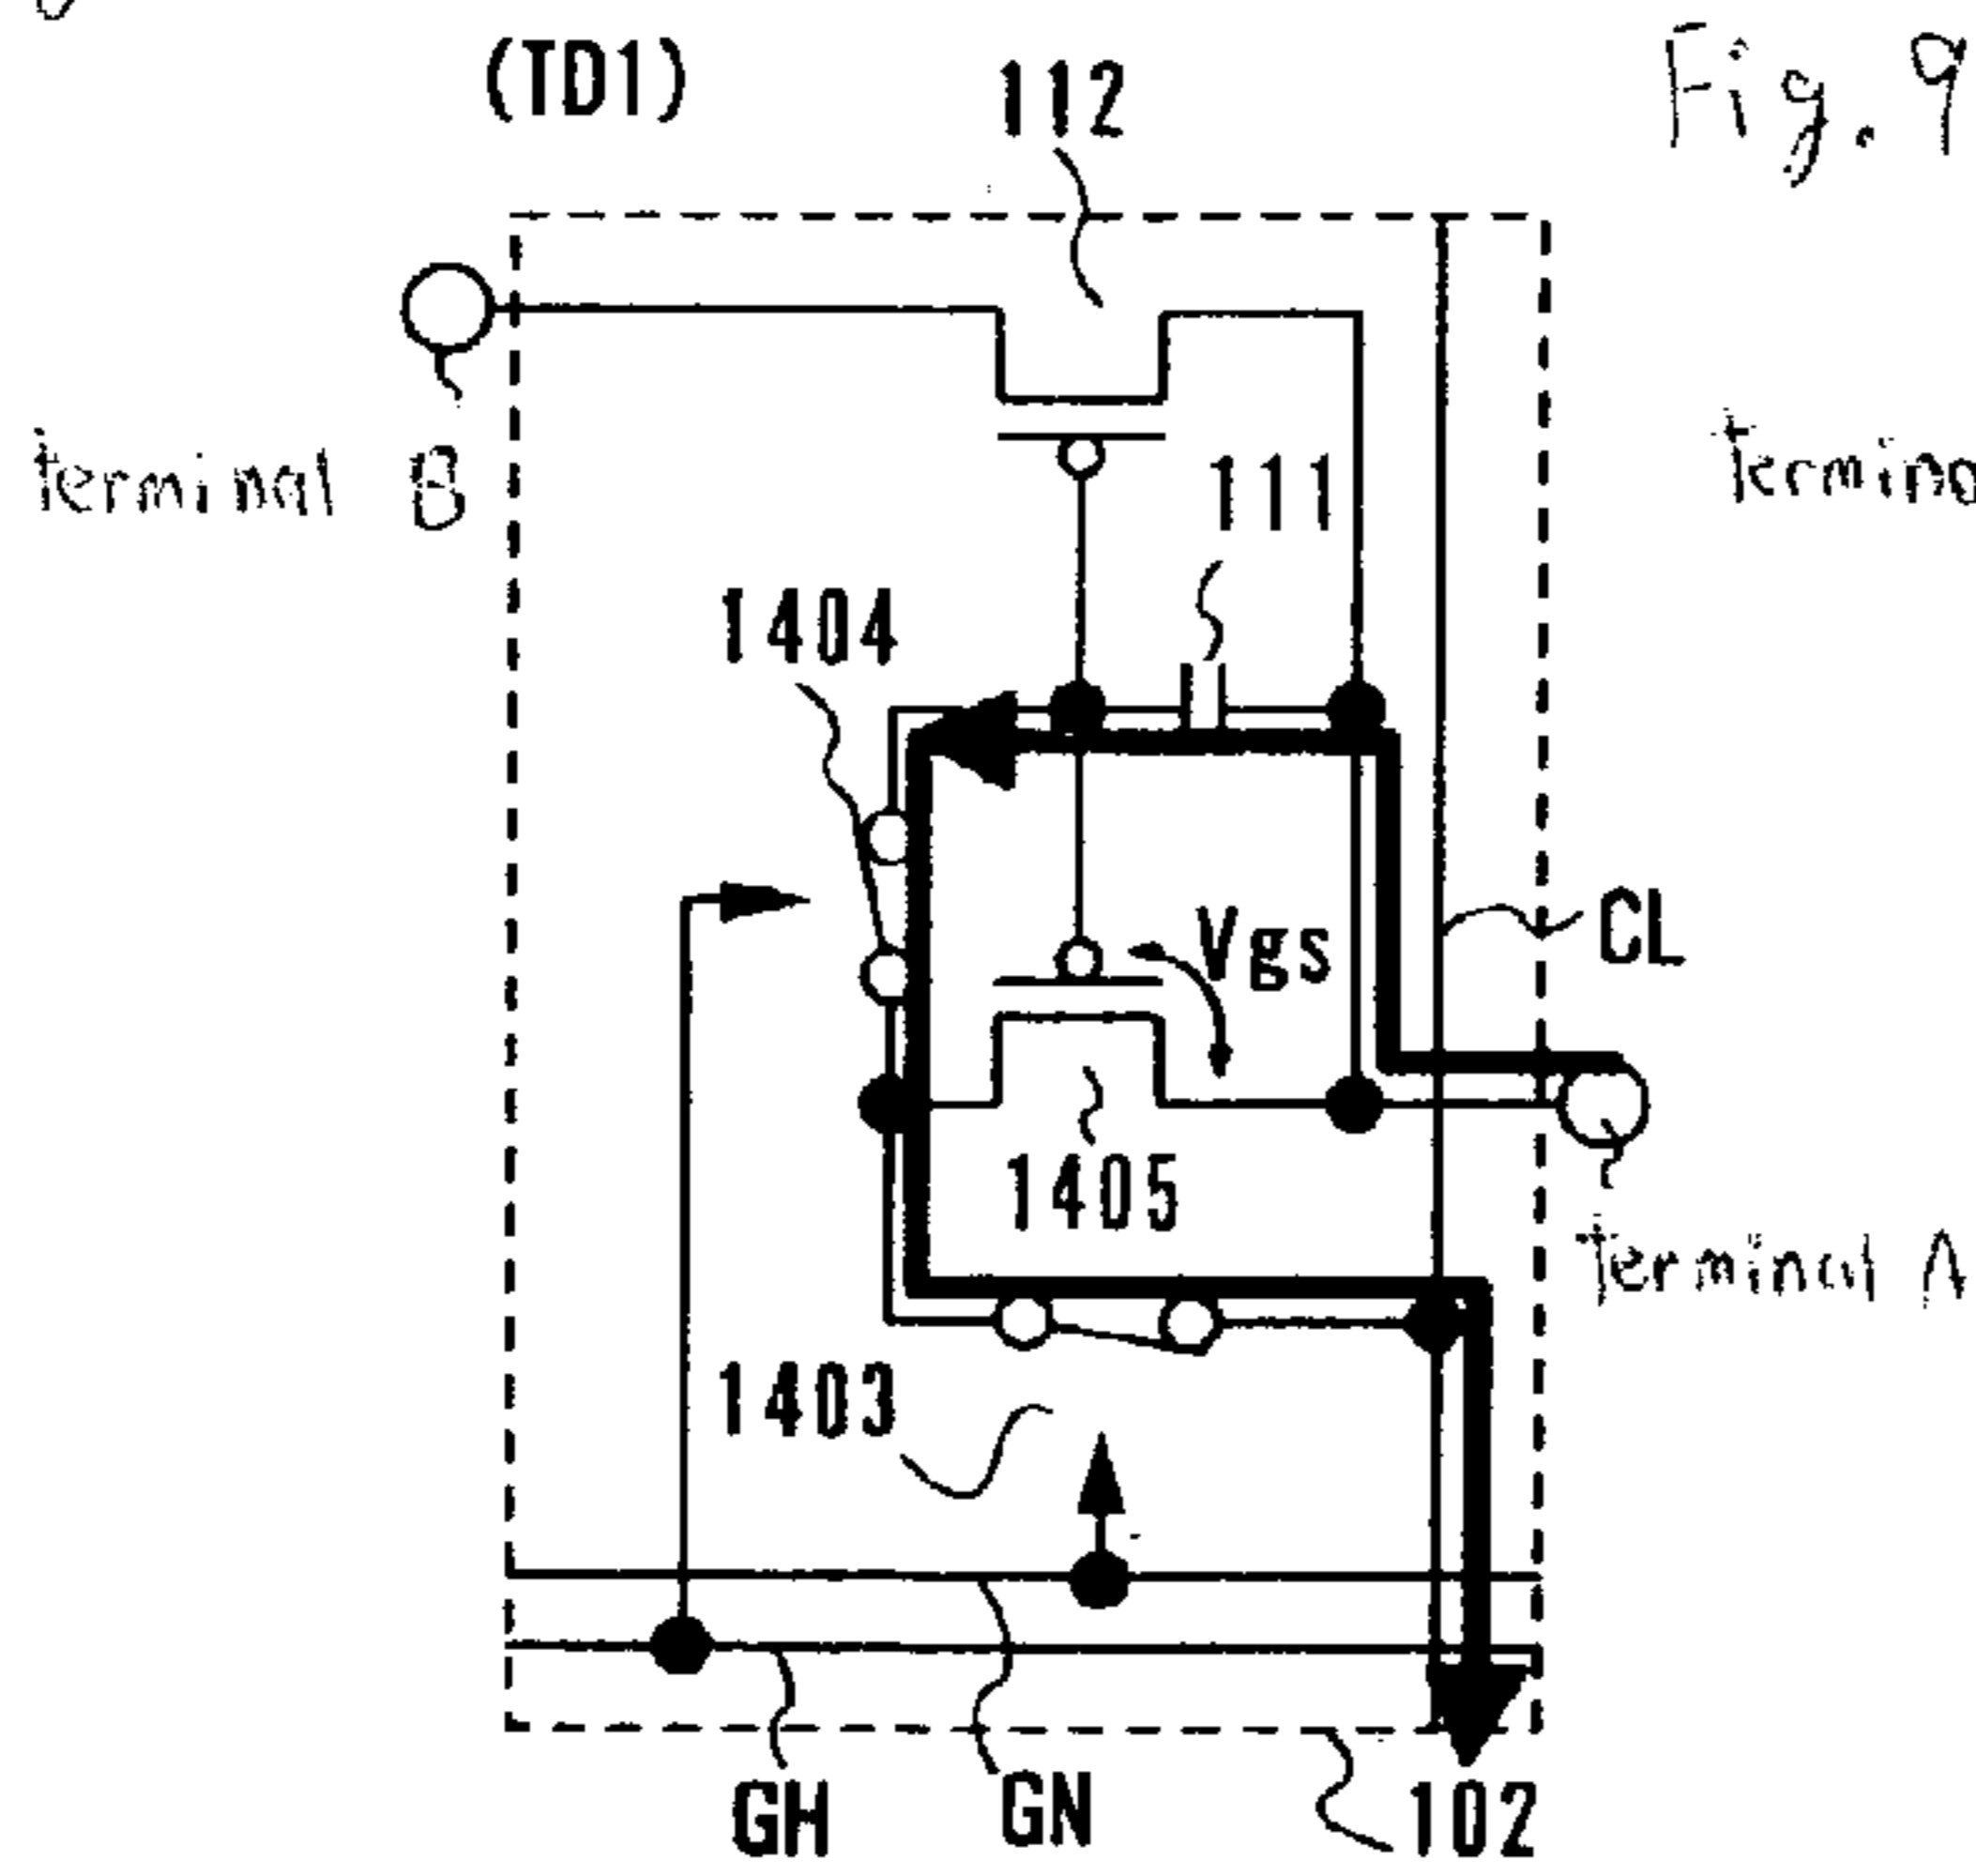 (TD1)
112
Fig. 9
terminal B
111
1404
Vgs
CL
1405
terminal A
1403
GH
GN
102